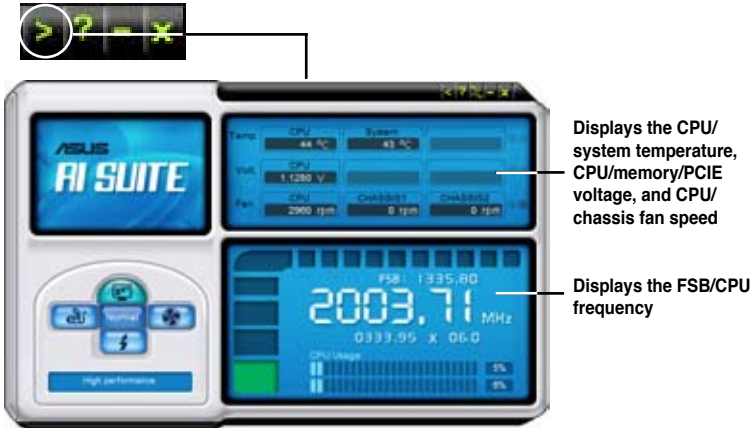 > ? - x
< ? - x
ASUS
AI SUITE
Temp CPU System
44 ºC 43 ºC
Volt. CPU
1.1280 V
Fan CPU CHASSIS1 CHASSIS2
2960 rpm 0 rpm 0 rpm
Displays the CPU/
system temperature,
CPU/memory/PCIE
voltage, and CPU/
chassis fan speed
Normal
High performance
FSB: 1335.80
2003.71 MHz
0333.95 x 06.0
CPU Usage
5%
6%
Displays the FSB/CPU
frequency